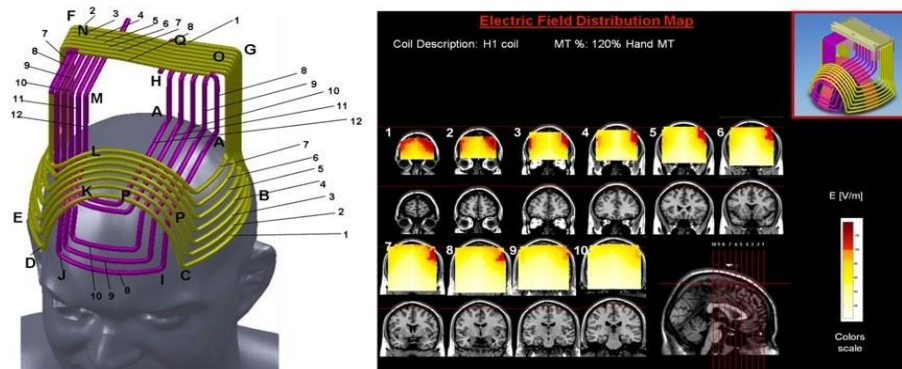 F
2
3
4
N
5
6
7
8
1
Q
G
O
7
8
9
10
11
12
M
H
A
8
9
10
11
12
A
L
7
6
5
B
4
3
2
1
K
P
P
E
D
J
I
C
10
9
8
Electric Field Distribution Map
Coil Description: H1 coil MT %: 120% Hand MT
1 2 3 4 5 6
E [V/m]
7 8 9 10
Colors
scale